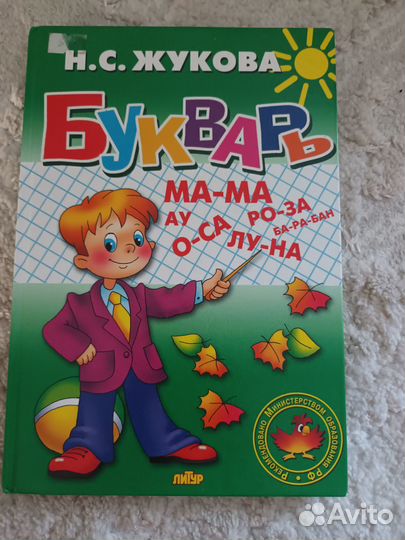 Н.С. ЖУКОВА
БУКВАРЬ
МА-МА
АУ
РО-ЗА
О-СА
БА-РА-БАН
ЛУ-НА
РЕКОМЕНДОВАНО МИНИСТЕРСТВОМ ОБРАЗОВАНИЯ РФ
ЛИТУР
Avito